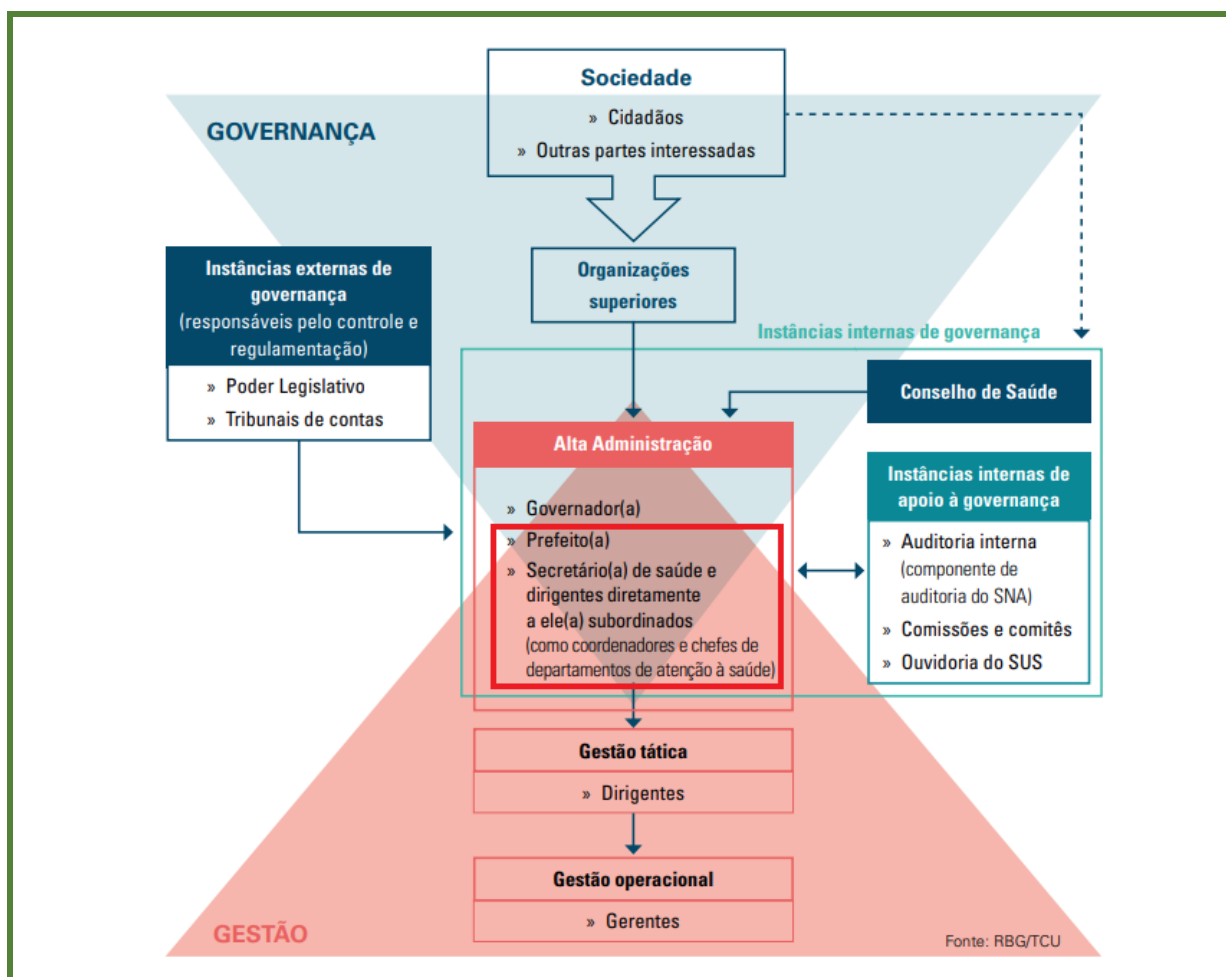 Sociedade
» Cidadãos
» Outras partes interessadas
GOVERNANÇA
Organizações
superiores
Instâncias externas de
governança
(responsáveis pelo controle e
regulamentação)
» Poder Legislativo
» Tribunais de contas
Instâncias internas de governança
Conselho de Saúde
Alta Administração
» Governador(a)
» Prefeito(a)
» Secretário(a) de saúde e
dirigentes diretamente
a ele(a) subordinados
(como coordenadores e chefes de
departamentos de atenção à saúde)
Instâncias internas de
apoio à governança
» Auditoria interna
(componente de
auditoria do SNA)
» Comissões e comitês
» Ouvidoria do SUS
Gestão tática
» Dirigentes
Gestão operacional
» Gerentes
GESTÃO
Fonte: RBG/TCU